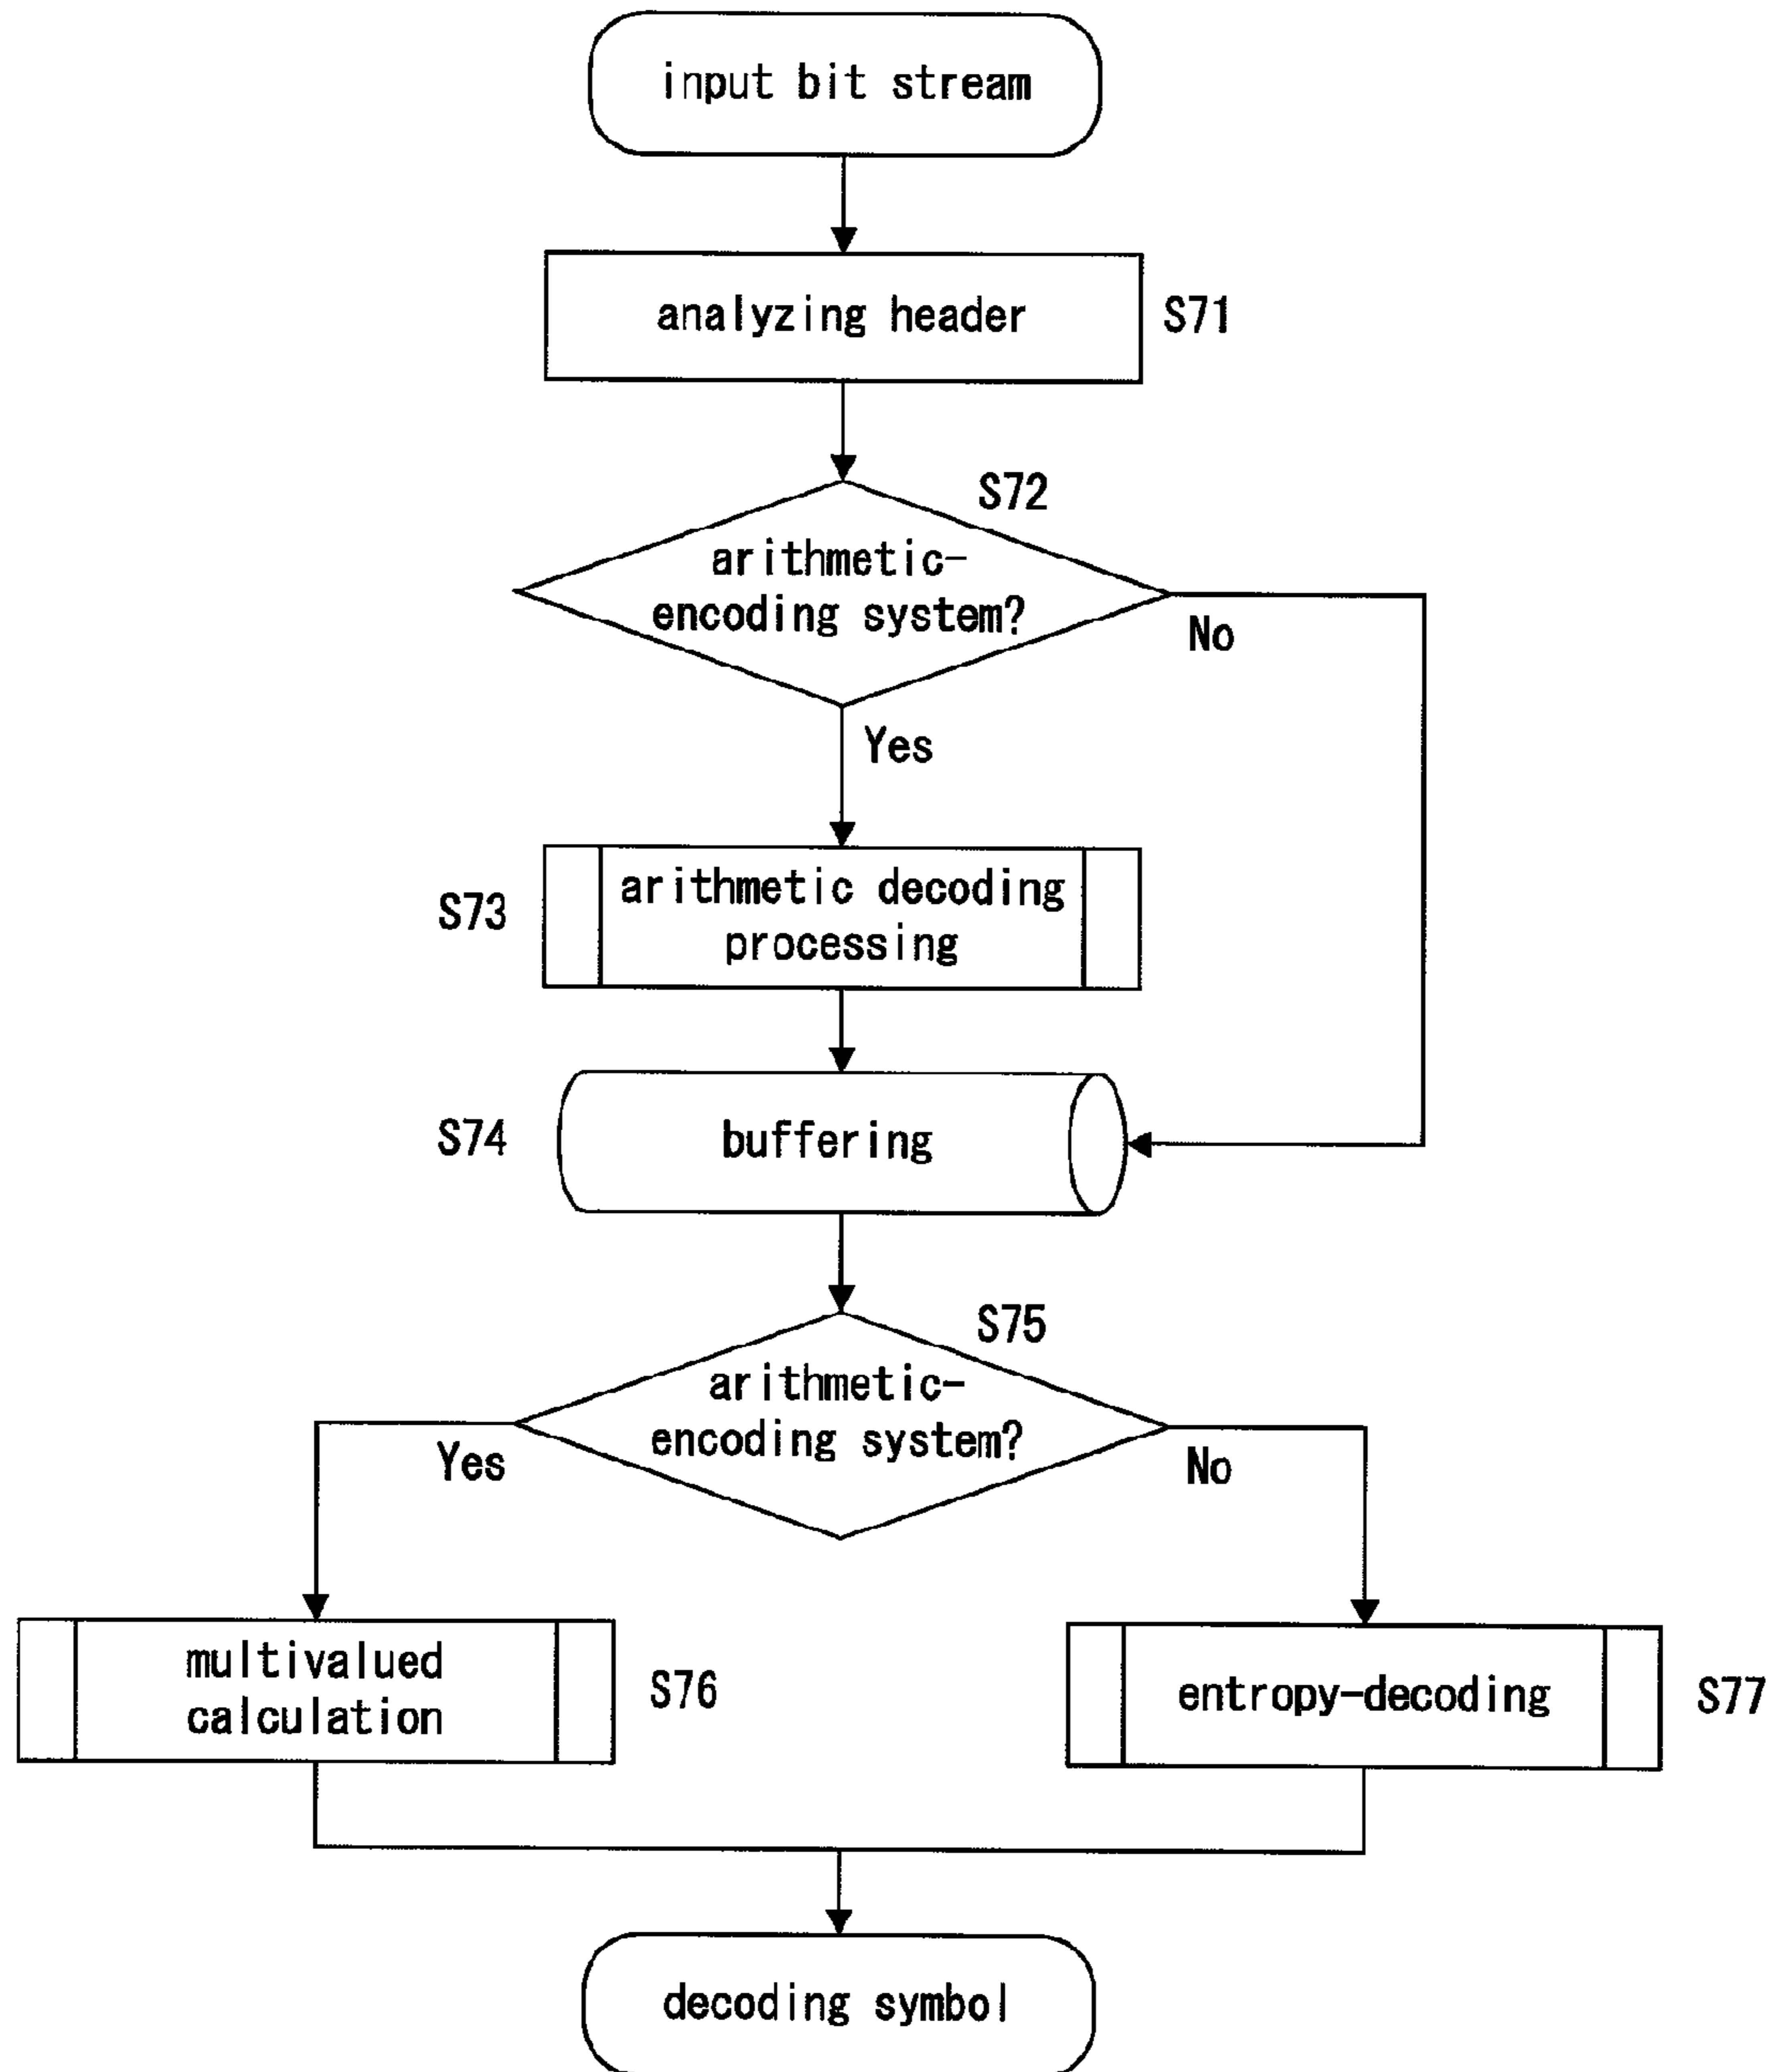 input bit stream
analyzing header
S71
S72
arithmetic-
encoding system?
No
Yes
S73
arithmetic decoding
processing
S74
buffering
S75
arithmetic-
encoding system?
Yes
No
multivalued
calculation
S76
entropy-decoding
S77
decoding symbol